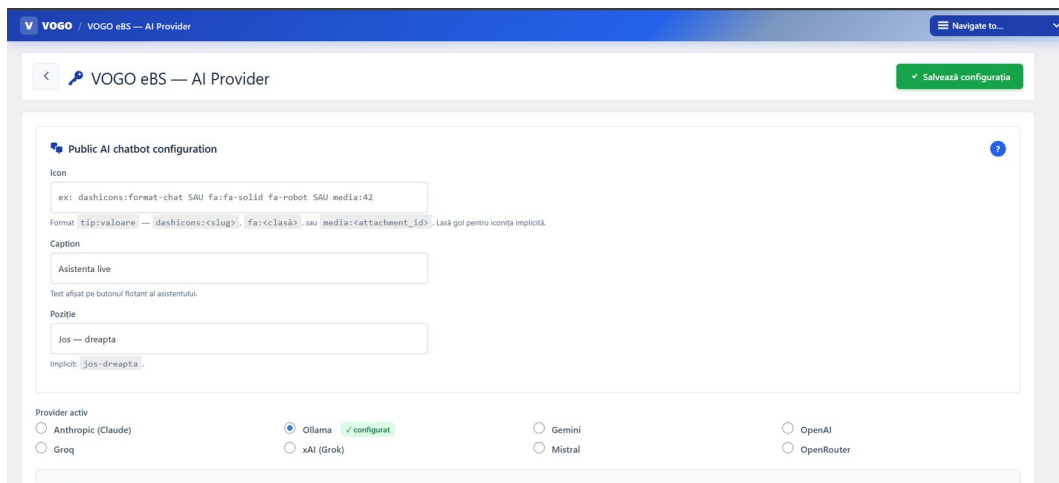 V VOGO / VOGO eBS — AI Provider
Navigate to...
VOGO eBS — AI Provider
✓ Salvează configurația
Public AI chatbot configuration
?
Icon
ex: dashicons:format-chat SAU fa:fa-solid fa-robot SAU media:42
Format tip:valoare — dashicons:<slug>, fa:<clasă>, sau media:<attachment_id>. Lasă gol pentru iconița implicită.
Caption
Asistenta live
Text afișat pe butonul flotant al asistentului.
Poziție
Jos — dreapta
Implicit: jos-dreapta.
Provider activ
Anthropic (Claude)
Ollama ✓ configurat
Gemini
OpenAI
Groq
xAI (Grok)
Mistral
OpenRouter